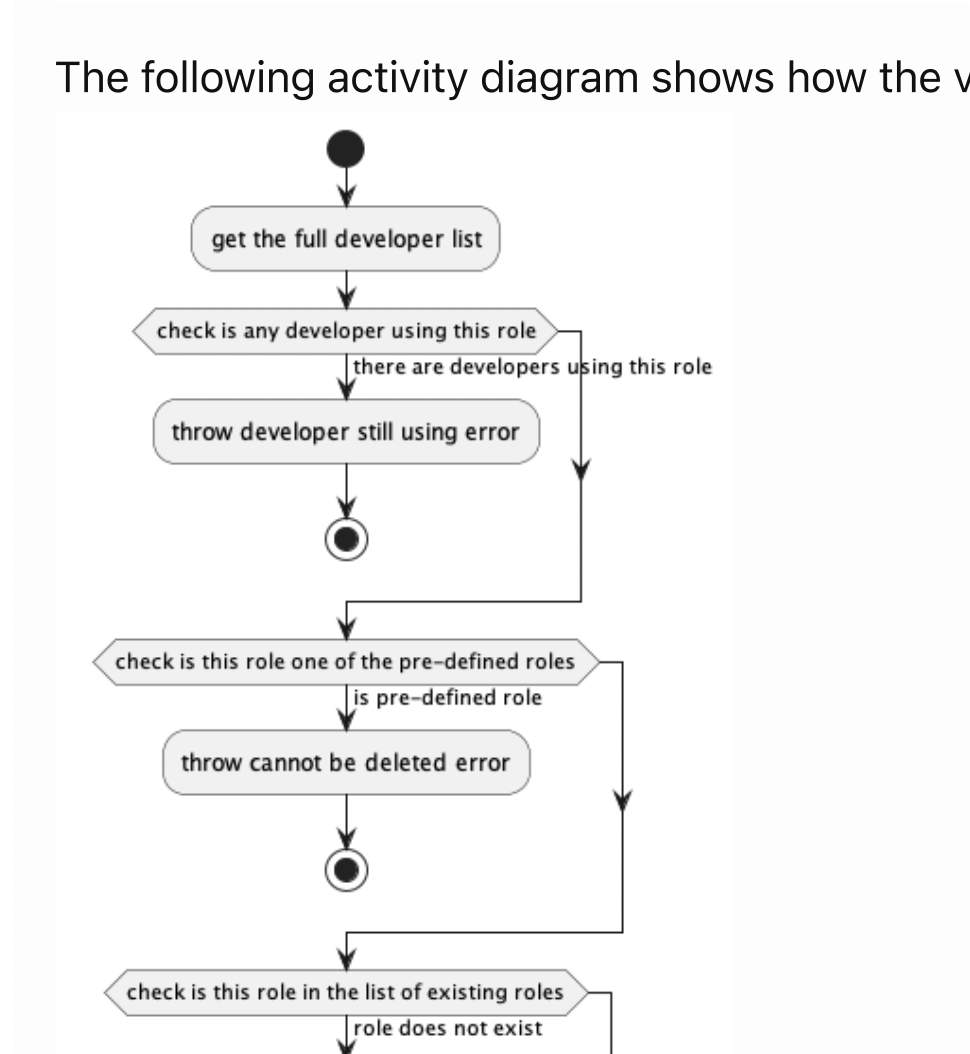 The following activity diagram shows how the
get the full developer list
check is any developer using this role
there are developers using this role
throw developer still using error
check is this role one of the pre-defined roles
is pre-defined role
throw cannot be deleted error
check is this role in the list of existing roles
role does not exist